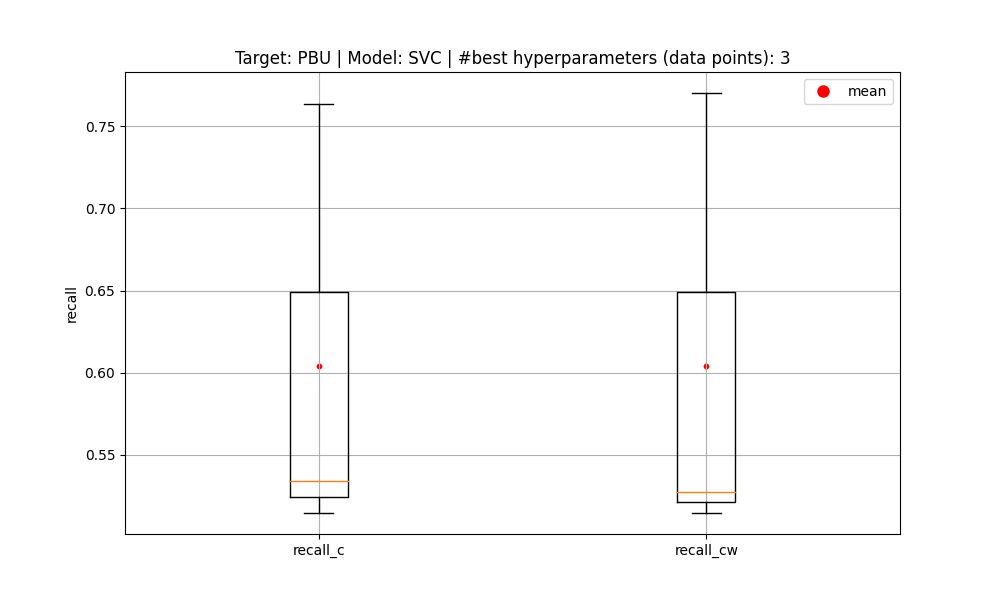 Target: PBU | Model: SVC | #best hyperparameters (data points): 3
mean
0.75
0.70
0.65
0.60
0.55
recall
recall_c
recall_cw